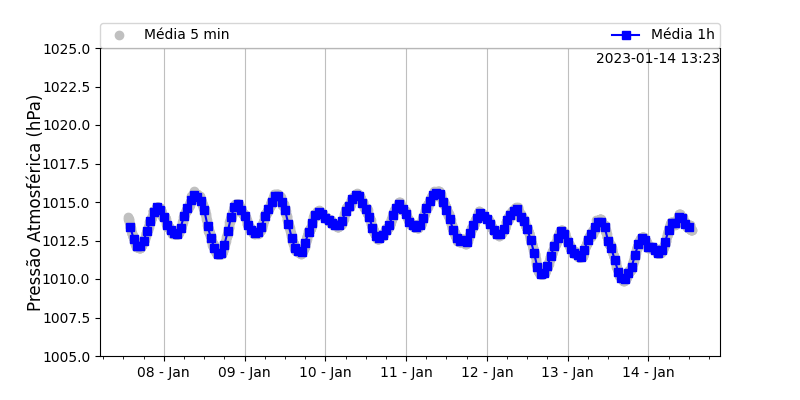 Média 5 min
Média 1h
2023-01-14 13:23
Pressão Atmosférica (hPa)
1025.0
1022.5
1020.0
1017.5
1015.0
1012.5
1010.0
1007.5
1005.0
08 - Jan
09 - Jan
10 - Jan
11 - Jan
12 - Jan
13 - Jan
14 - Jan